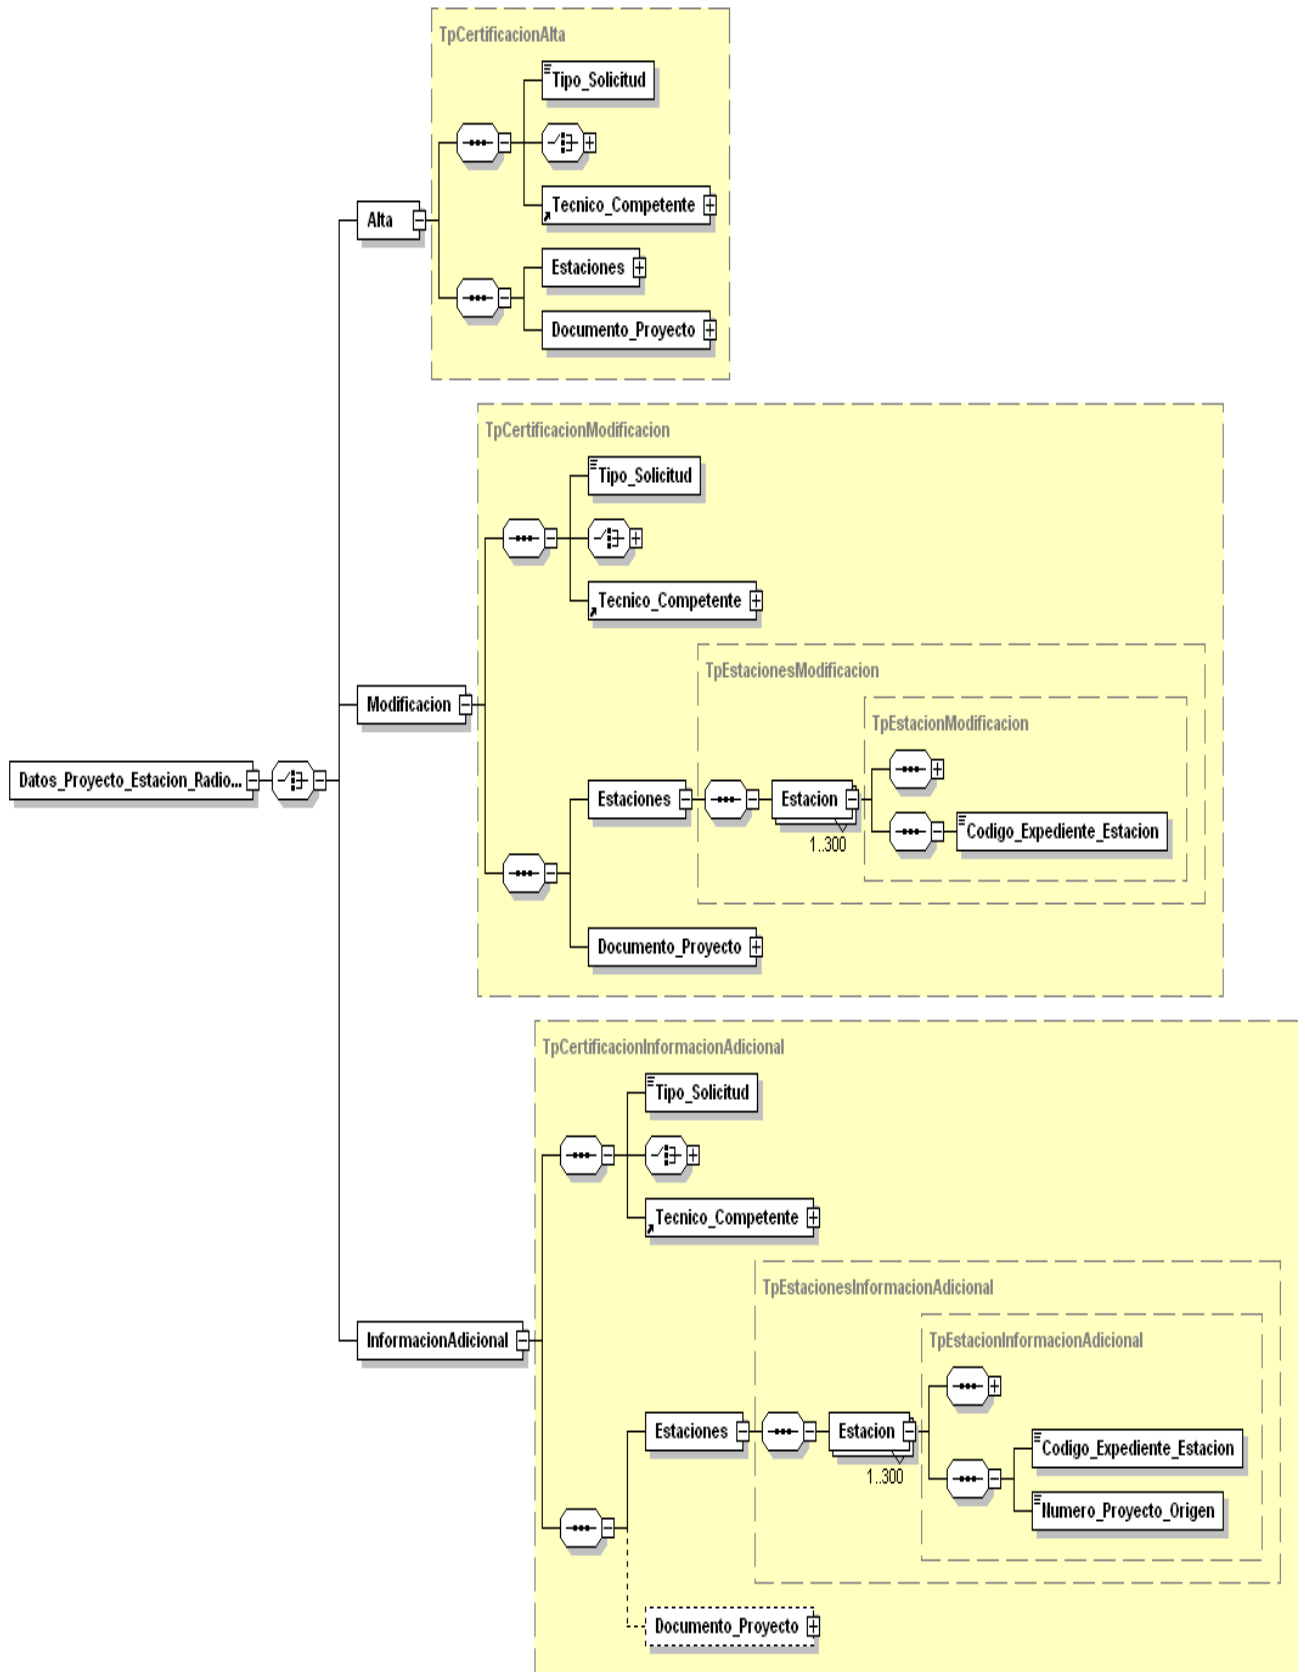 TpCertificacionAlta
Tipo_Solicitud
Tecnico_Competente
Alta
Estaciones
Documento_Proyecto
TpCertificacionModificacion
Tipo_Solicitud
Tecnico_Competente
TpEstacionesModificacion
Modificacion
TpEstacionModificacion
Datos_Proyecto_Estacion_Radio...
Estaciones
Estacion
1..300
Codigo_Expediente_Estacion
Documento_Proyecto
TpCertificacionInformacionAdicional
Tipo_Solicitud
Tecnico_Competente
TpEstacionesInformacionAdicional
InformacionAdicional
TpEstacionInformacionAdicional
Estaciones
Estacion
1..300
Codigo_Expediente_Estacion
Numero_Proyecto_Origen
Documento_Proyecto